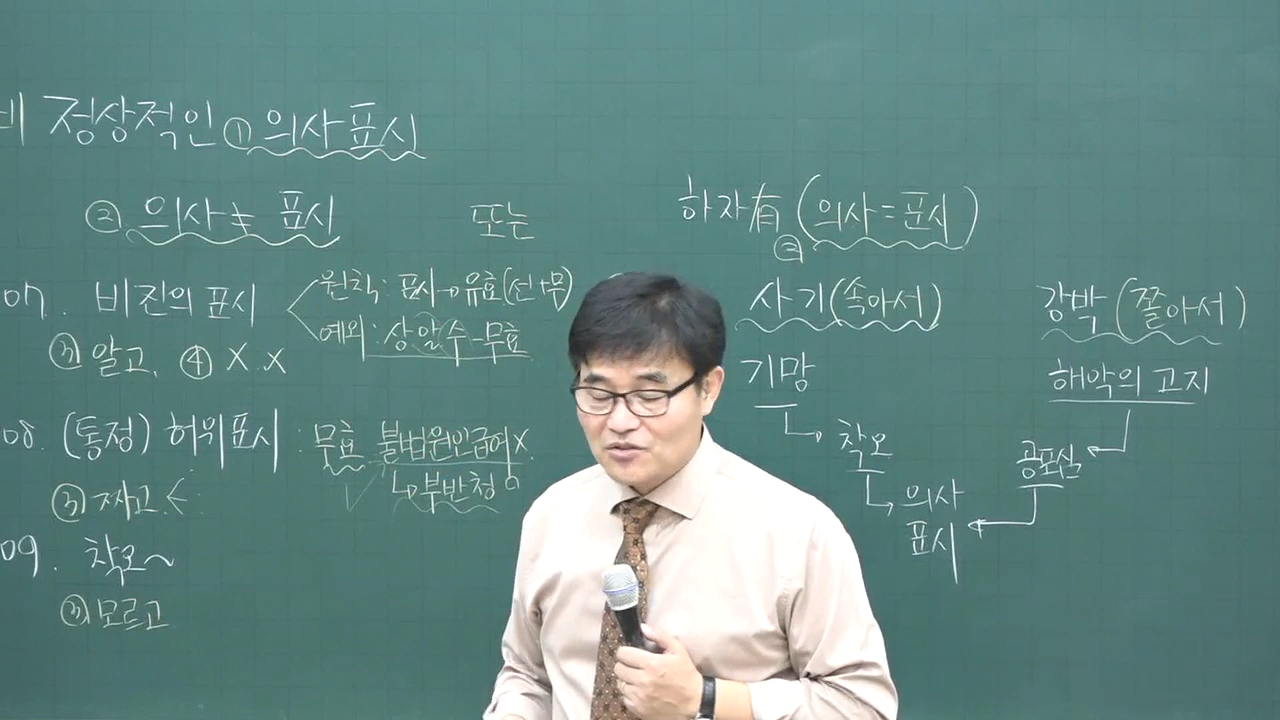 비 정상적인 ① 의사표시
② 의사 ≠ 표시 또는 하자有 (의사=표시)
②
07. 비진의 표시 원칙: 표시→유효(선+무) 사기(속아서) 강박(쫄아서)
예외: 상알수-무효
③ 알고, ④ X.X 기망 해악의 고지
08. (통정) 허위표시: 무효 불법원인급여X. 착오 공포심
↳부반청
③ 짜고 의사
표시
09. 착오~
③ 모르고